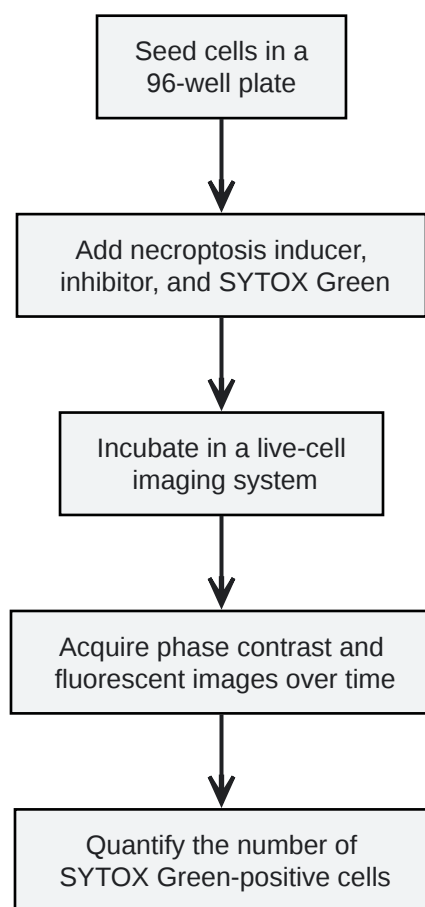 Seed cells in a
96-well plate
Add necroptosis inducer,
inhibitor, and SYTOX Green
Incubate in a live-cell
imaging system
Acquire phase contrast and
fluorescent images over time
Quantify the number of
SYTOX Green-positive cells